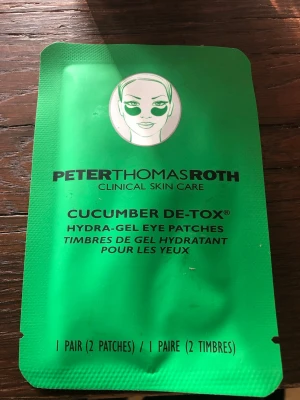 PETERTHOMASROTH
CLINICAL SKIN CARE
CUCUMBER DE-TOX®
HYDRA-GEL EYE PATCHES
TIMBRES DE GEL HYDRATANT
POUR LES YEUX
1 PAIR (2 PATCHES) / 1 PAIRE (2 TIMBRES)